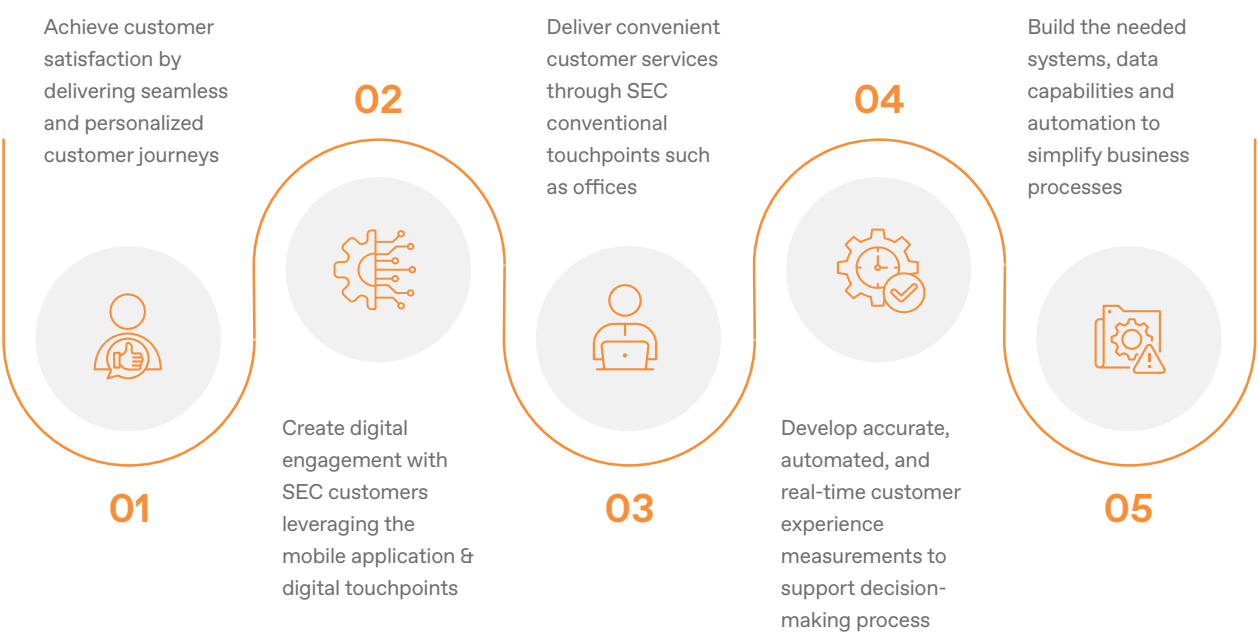 Achieve customer
satisfaction by
delivering seamless
and personalized
customer journeys
01
02
Create digital
engagement with
SEC customers
leveraging the
mobile application &
digital touchpoints
Deliver convenient
customer services
through SEC
conventional
touchpoints such
as offices
03
04
Develop accurate,
automated, and
real-time customer
experience
measurements to
support decision-
making process
Build the needed
systems, data
capabilities and
automation to
simplify business
processes
05